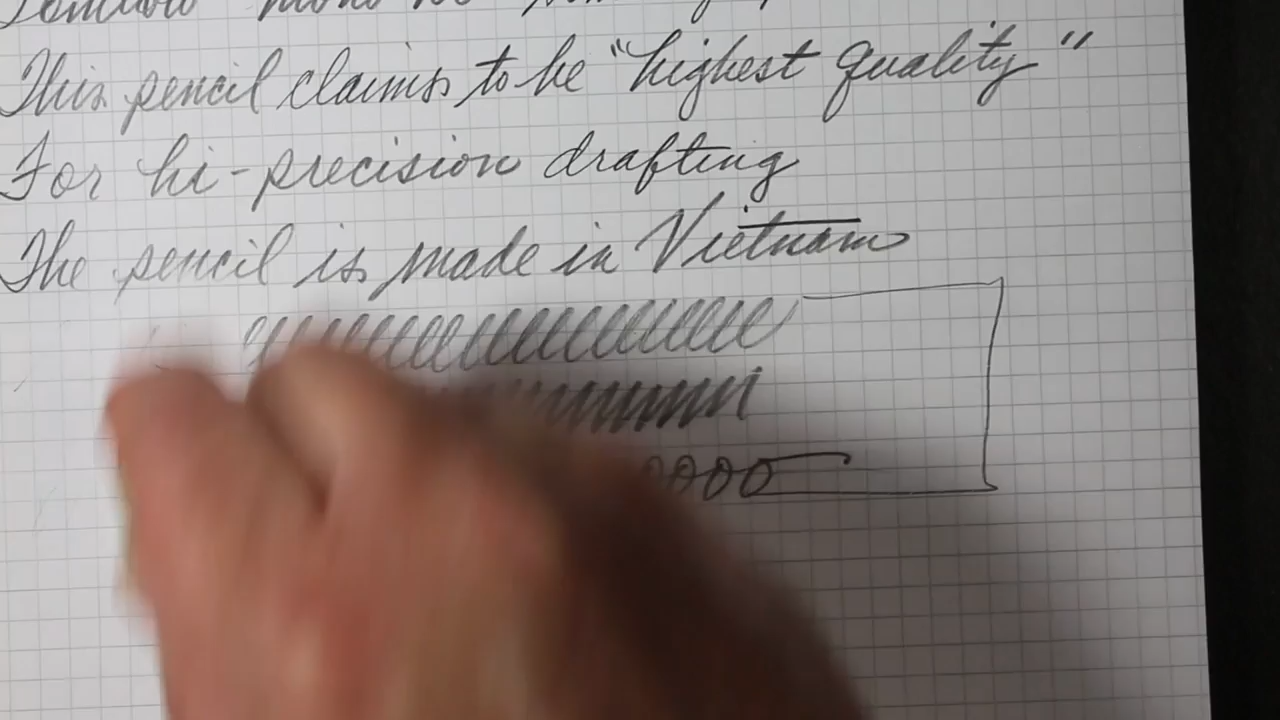 This pencil claims to be "highest quality"
For hi-precision drafting
The pencil is made in Vietnam